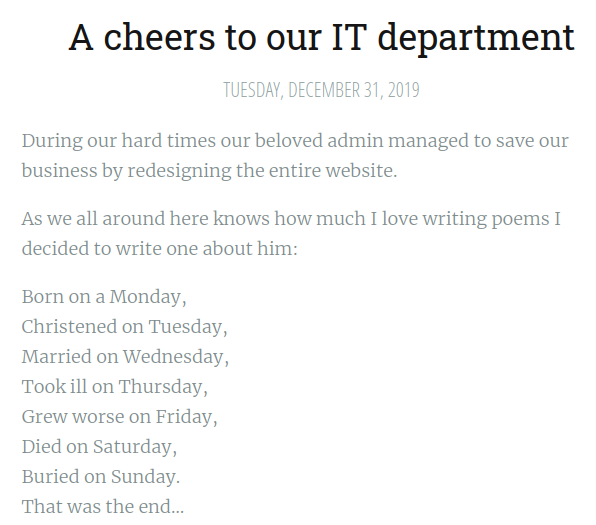 A cheers to our IT department
TUESDAY, DECEMBER 31, 2019
During our hard times our beloved admin managed to save our
business by redesigning the entire website.
As we all around here knows how much I love writing poems I
decided to write one about him:
Born on a Monday,
Christened on Tuesday,
Married on Wednesday,
Took ill on Thursday,
Grew worse on Friday,
Died on Saturday,
Buried on Sunday.
That was the end...